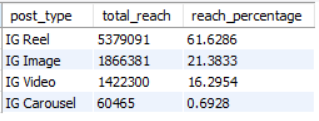 post_type total_reach reach_percentage
IG Reel 5379091 61.6286
IG Image 1866381 21.3833
IG Video 1422300 16.2954
IG Carousel 60465 0.6928